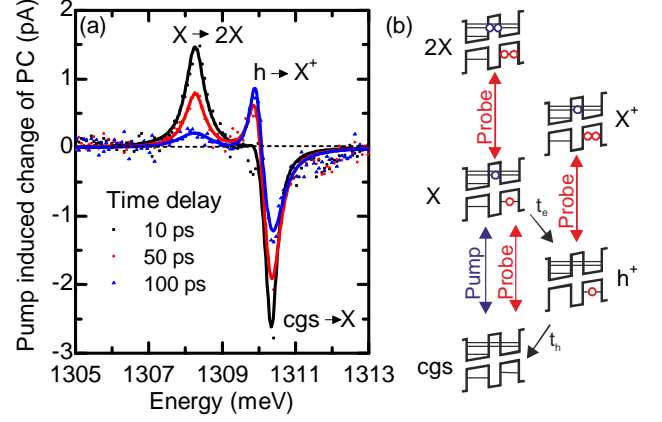 (a)
X → 2X
h → X⁺
cgs → X
Time delay
10 ps
50 ps
100 ps
2
1
0
-1
-2
-3
Pump induced change of PC (pA)
1305
1307
1309
1311
1313
Energy (meV)
(b)
2X
Probe
X⁺
X
tₑ
Probe
Pump
Probe
h⁺
tₕ
cgs